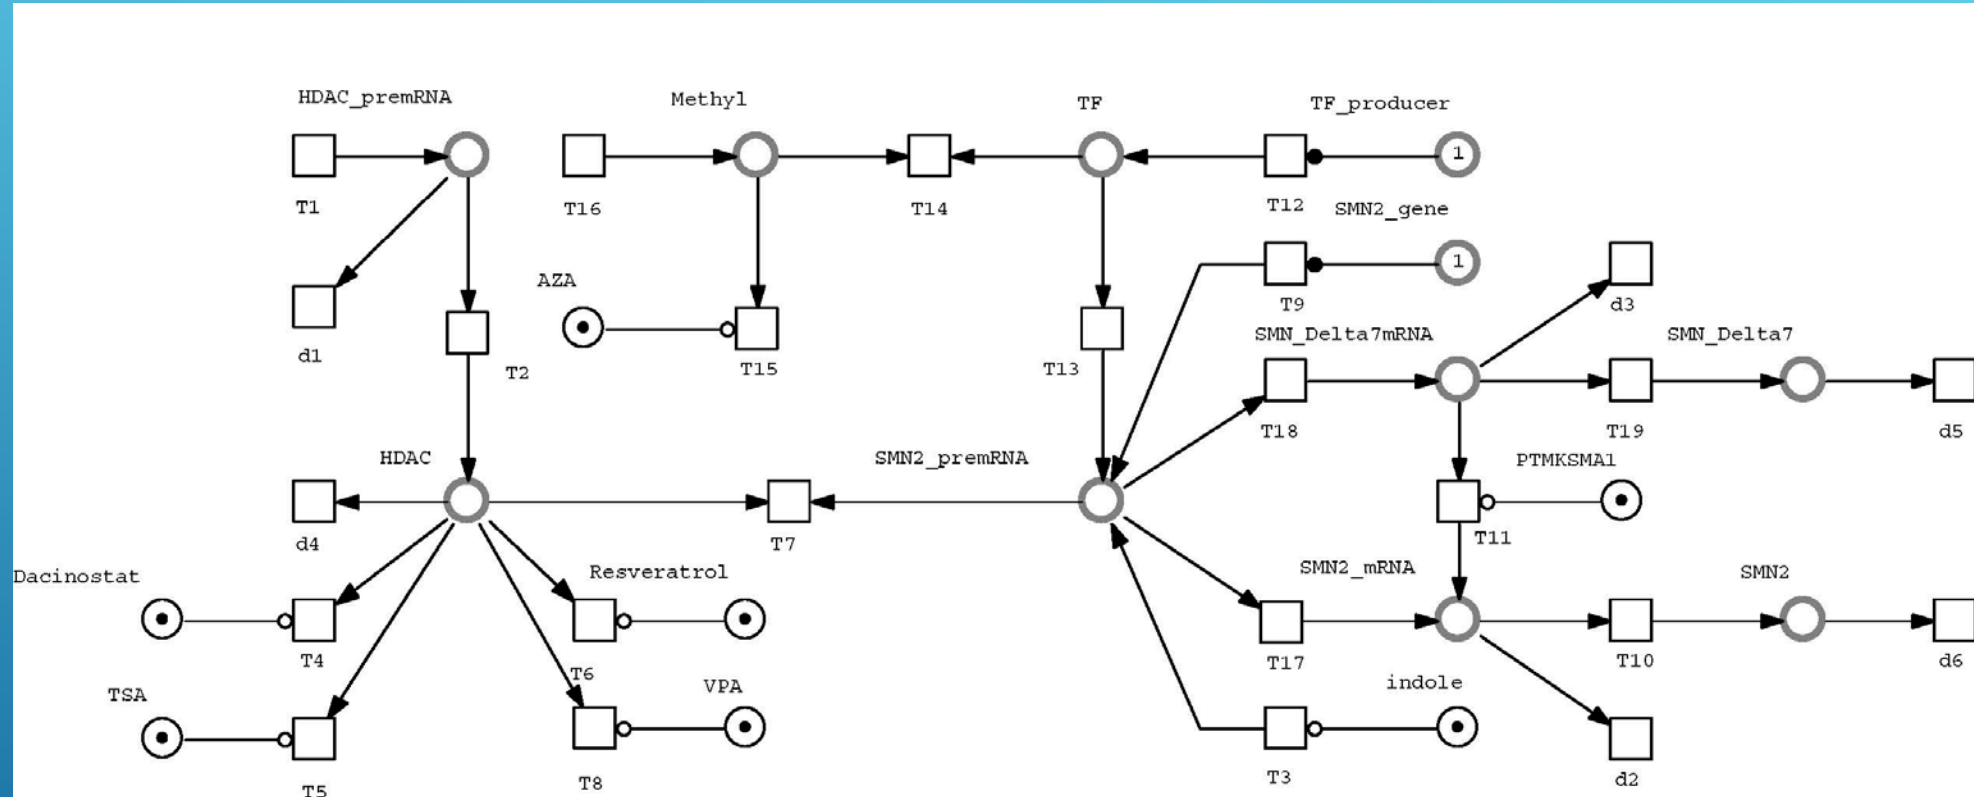 HDAC_premRNA
Methyl
TF
TF_producer
1
T1
T16
T14
T12
SMN2_gene
1
AZA
T9
d3
d1
T2
T15
T13
SMN_Delta7mRNA
SMN_Delta7
T18
T19
d5
HDAC
SMN2_premRNA
PTMKSMA1
d4
T7
T11
Dacinostat
Resveratrol
SMN2_mRNA
SMN2
T4
T6
T17
T10
d6
TSA
VPA
indole
T5
T8
T3
d2